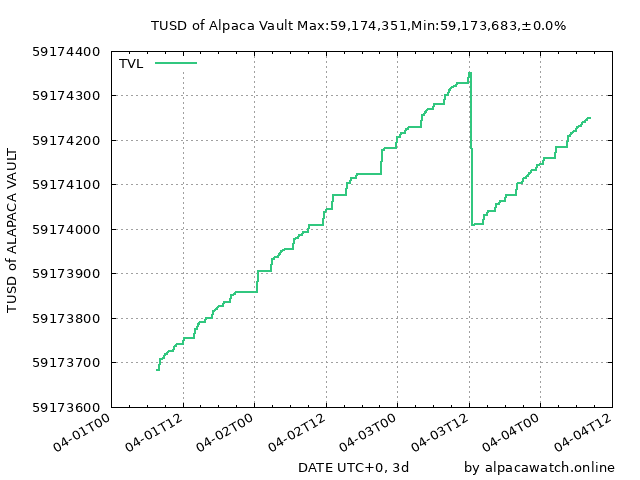 TUSD of Alpaca Vault Max:59,174,351,Min:59,173,683,±0.0%
TVL
59174400
59174300
59174200
59174100
59174000
59173900
59173800
59173700
59173600
TUSD of ALAPACA VAULT
04-01T00
04-01T12
04-02T00
04-02T12
04-03T00
04-03T12
04-04T00
04-04T12
DATE UTC+0, 3d
by alpacawatch.online